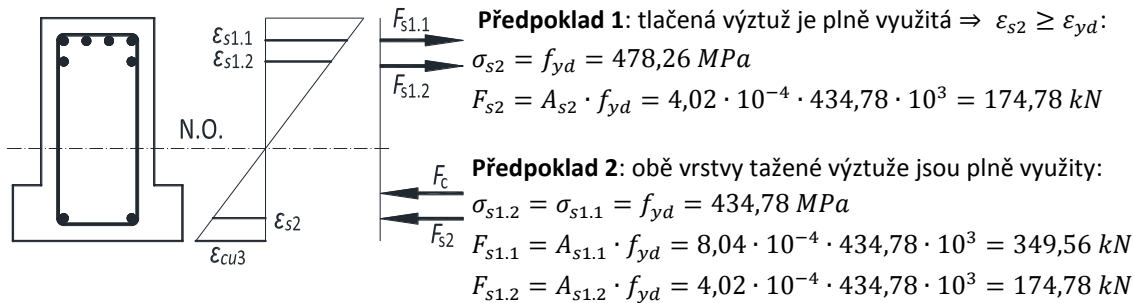 Předpoklad 1: tlačená výztuž je plně využitá ⇒ εs2 ≥ εyd:
σs2 = fyd = 478,26 MPa
Fs2 = As2 · fyd = 4,02 · 10⁻⁴ · 434,78 · 10³ = 174,78 kN
Předpoklad 2: obě vrstvy tažené výztuže jsou plně využity:
σs1.2 = σs1.1 = fyd = 434,78 MPa
Fs1.1 = As1.1 · fyd = 8,04 · 10⁻⁴ · 434,78 · 10³ = 349,56 kN
Fs1.2 = As1.2 · fyd = 4,02 · 10⁻⁴ · 434,78 · 10³ = 174,78 kN
εs1.1
εs1.2
Fs1.1
Fs1.2
N.O.
Fc
εs2
Fs2
εcu3